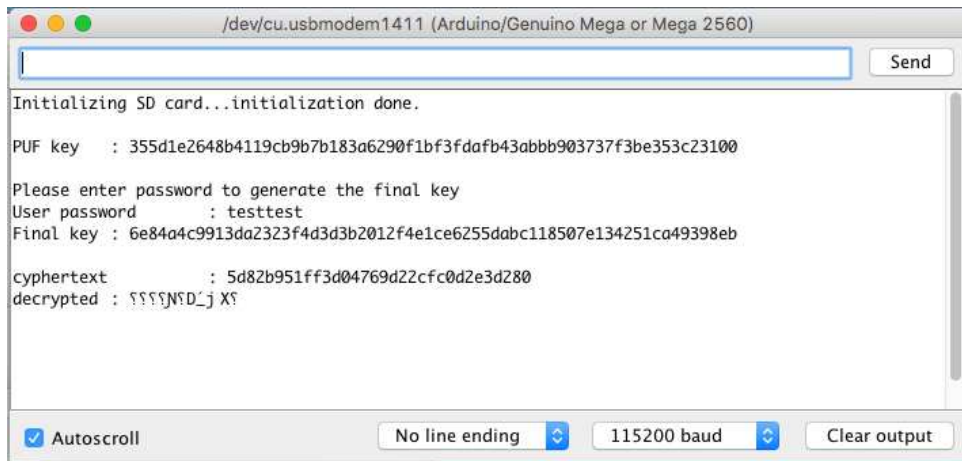 /dev/cu.usbmodem1411 (Arduino/Genuino Mega or Mega 2560)
Send
Initializing SD card...initialization done.
PUF key : 355d1e2648b4119cb9b7b183a6290f1bf3fdafb43abbb903737f3be353c23100
Please enter password to generate the final key
User password : testtest
Final key : 6e84a4c9913da2323f4d3d3b2012f4e1ce6255dabc118507e134251ca49398eb
cyphertext : 5d82b951ff3d04769d22cfc0d2e3d280
decrypted : ⸮⸮⸮⸮N⸮D_j X⸮
Autoscroll
No line ending
115200 baud
Clear output